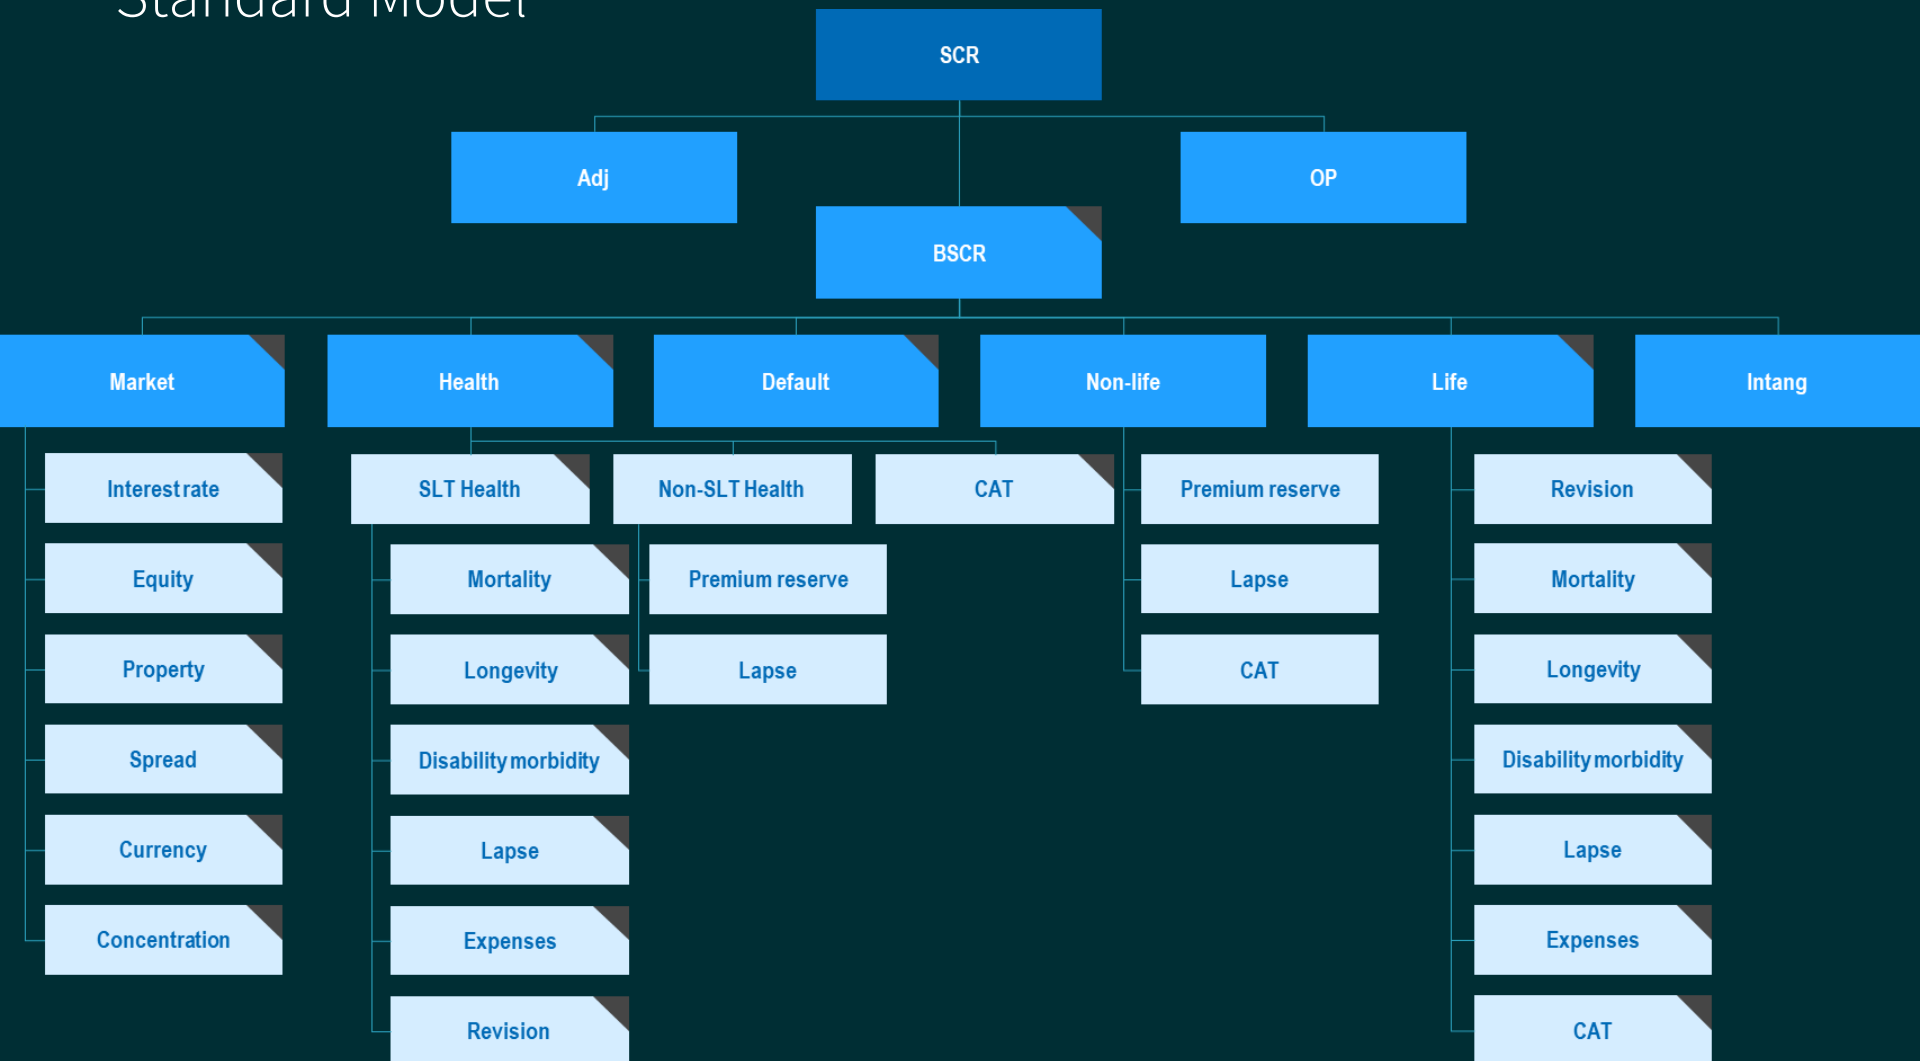 Standard Model
SCR
Adj
OP
BSCR
Market
Health
Default
Non-life
Life
Intang
Interest rate
Equity
Property
Spread
Currency
Concentration
SLT Health
Mortality
Longevity
Disability morbidity
Lapse
Expenses
Revision
Non-SLT Health
Premium reserve
Lapse
CAT
Premium reserve
Lapse
CAT
Revision
Mortality
Longevity
Disability morbidity
Lapse
Expenses
CAT